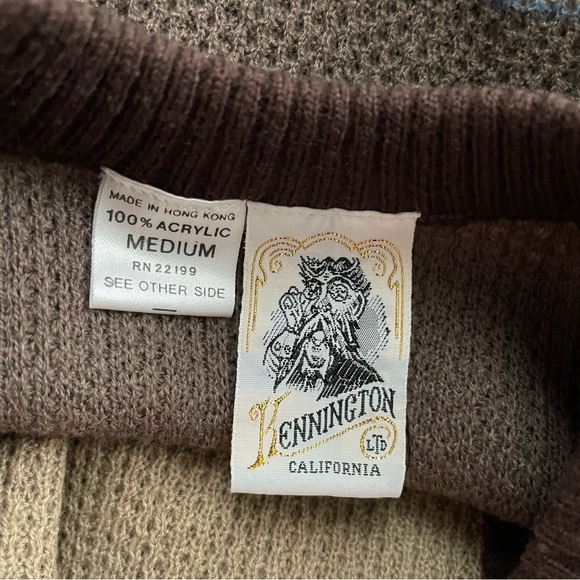 MADE IN HONG KONG
100% ACRYLIC
MEDIUM
RN 22199
SEE OTHER SIDE
KENNINGTON
LTD
CALIFORNIA